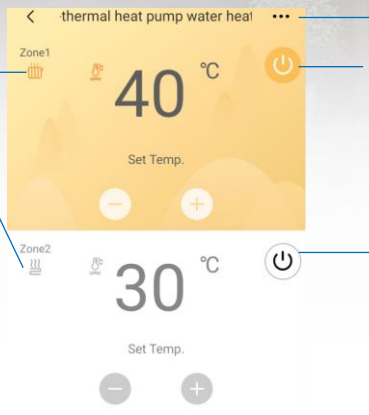 ·thermal heat pump water heat
Zone1
40 °C
Set Temp.
Zone2
30 °C
Set Temp.